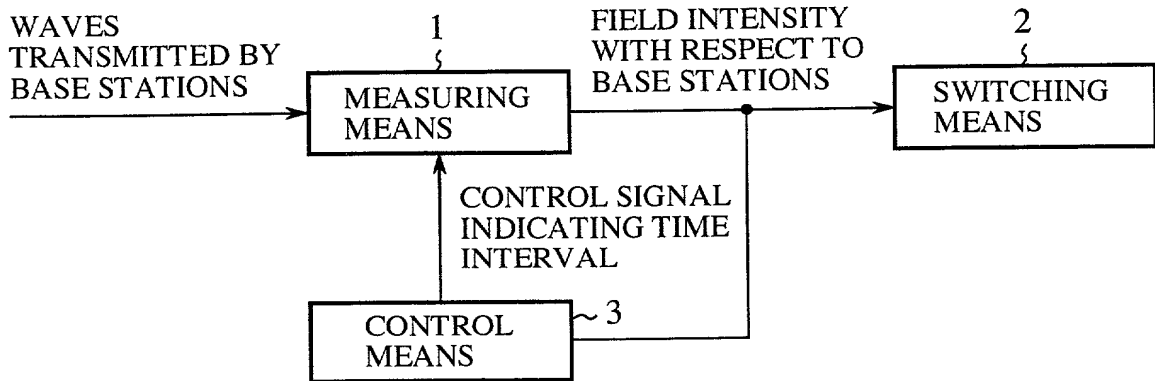 WAVES
TRANSMITTED BY
BASE STATIONS
1
MEASURING
MEANS
FIELD INTENSITY
WITH RESPECT TO
BASE STATIONS
2
SWITCHING
MEANS
CONTROL SIGNAL
INDICATING TIME
INTERVAL
CONTROL
MEANS
3